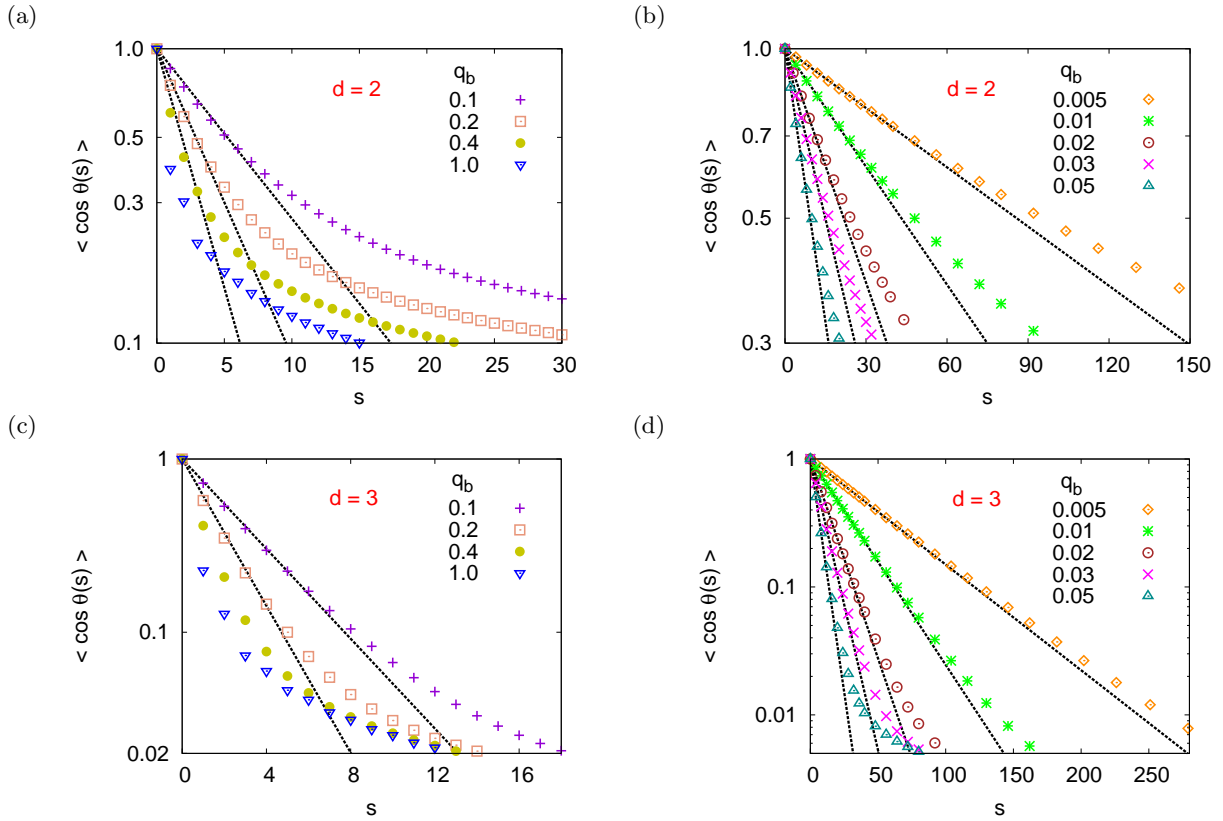 (a)
< cos θ(s) >
1.0
0.5
0.3
0.1
d = 2
q_b
0.1
0.2
0.4
1.0
0 5 10 15 20 25 30
s
(b)
< cos θ(s) >
1.0
0.7
0.5
0.3
d = 2
q_b
0.005
0.01
0.02
0.03
0.05
0 30 60 90 120 150
s
(c)
< cos θ(s) >
1
0.1
0.02
d = 3
q_b
0.1
0.2
0.4
1.0
0 4 8 12 16
s
(d)
< cos θ(s) >
1
0.1
0.01
d = 3
q_b
0.005
0.01
0.02
0.03
0.05
0 50 100 150 200 250
s